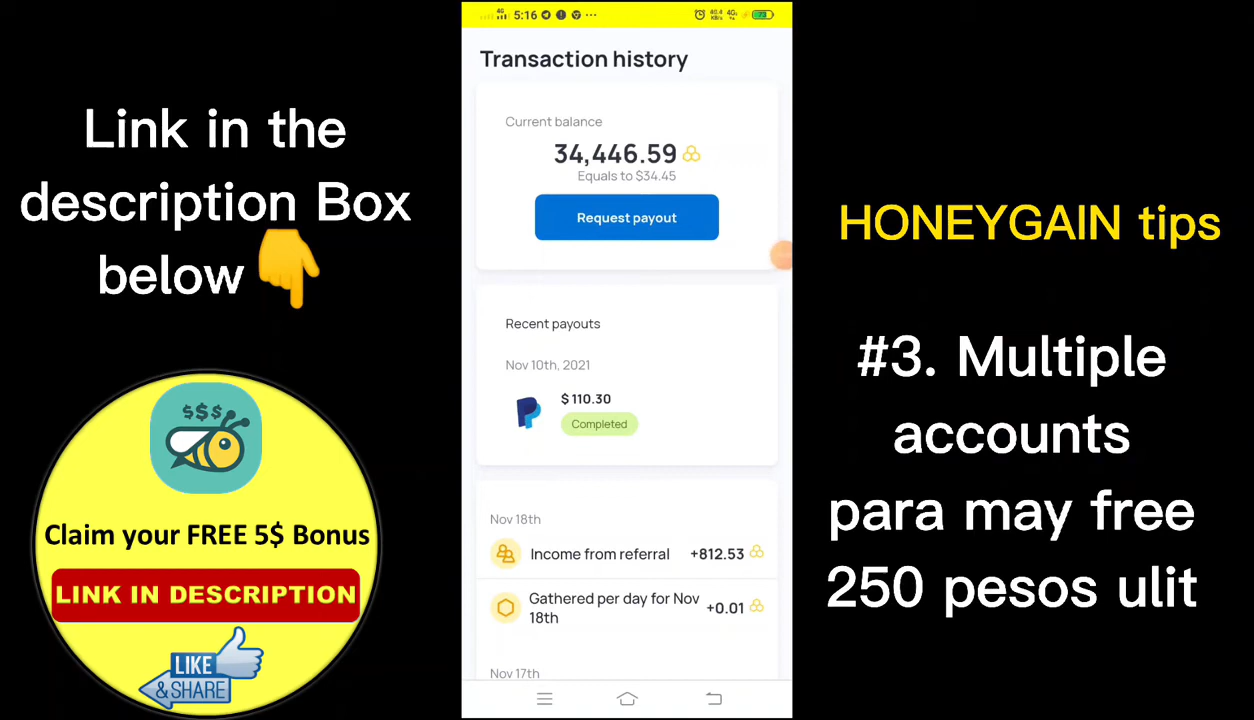 Link in the
description Box
below
$$$
Claim your FREE 5$ Bonus
LINK IN DESCRIPTION
LIKE
& SHARE
4G
5:16
Transaction history
Current balance
34,446.59
Equals to $34.45
Request payout
Recent payouts
Nov 10th, 2021
$ 110.30
Completed
Nov 18th
Income from referral +812.53
Gathered per day for Nov
18th +0.01
Nov 17th
HONEYGAIN tips
#3. Multiple
accounts
para may free
250 pesos ulit